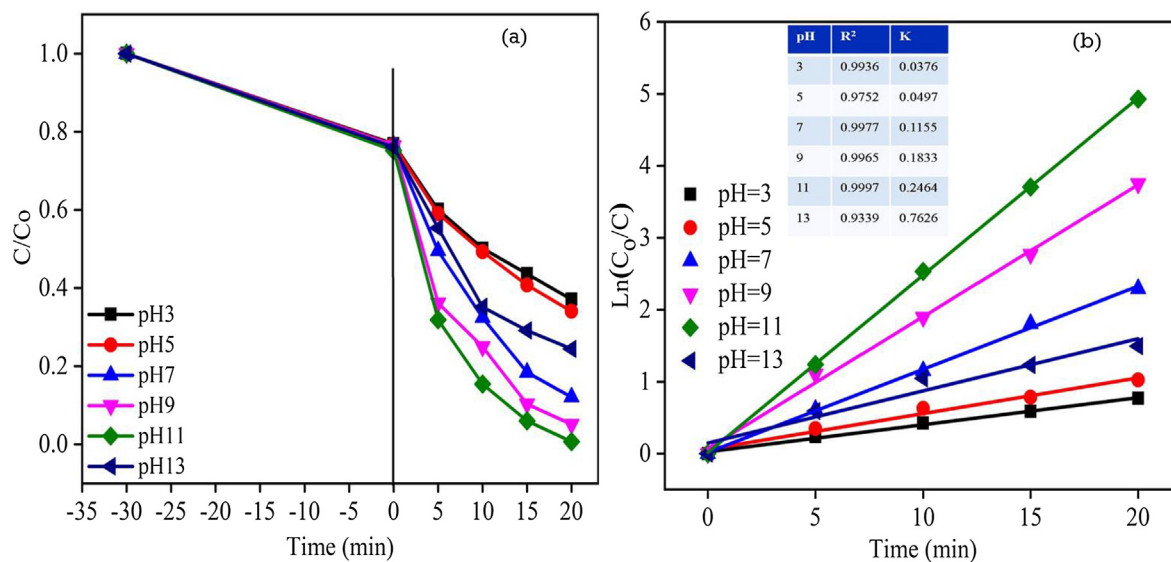 (a)
1.0
0.8
0.6
0.4
0.2
0.0
C/Co
pH3
pH5
pH7
pH9
pH11
pH13
-35 -30 -25 -20 -15 -10 -5 0 5 10 15 20
Time (min)
(b)
6
5
4
3
2
1
0
Ln(C₀/C)
pH R² K
3 0.9936 0.0376
5 0.9752 0.0497
7 0.9977 0.1155
9 0.9965 0.1833
11 0.9997 0.2464
13 0.9339 0.7626
pH=3
pH=5
pH=7
pH=9
pH=11
pH=13
0 5 10 15 20
Time (min)